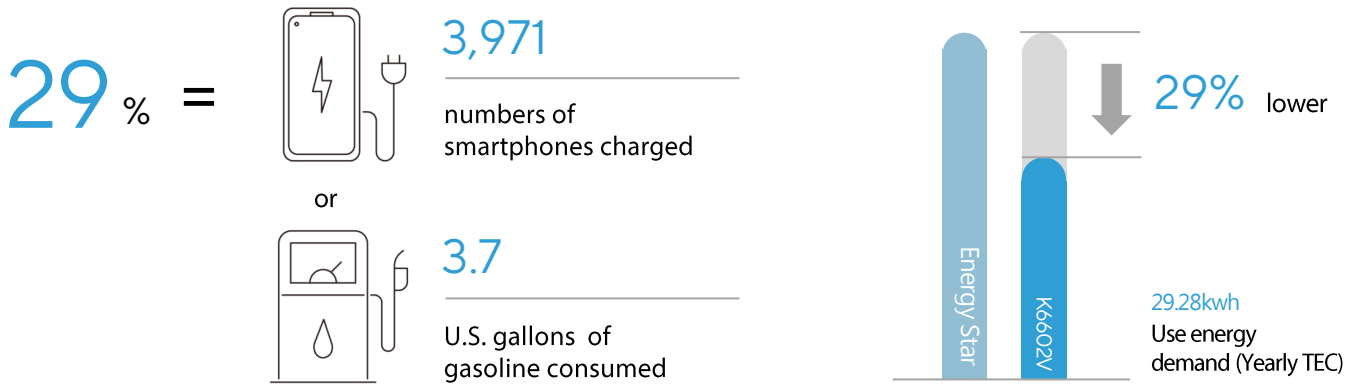 29 %
=
3,971
numbers of
smartphones charged
or
3.7
U.S. gallons of
gasoline consumed
Energy Star
K6602V
29% lower
29.28kwh
Use energy
demand (Yearly TEC)